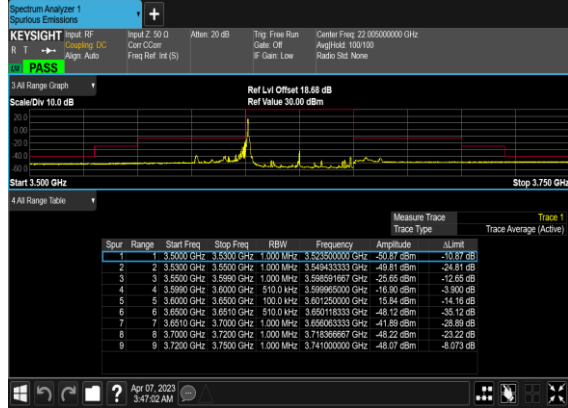 Spectrum Analyzer 1
Spurious Emissions
KEYSIGHT Input: RF Input Z: 50 Ω Atten: 20 dB Trig: Free Run Center Freq: 22.005000000 GHz
R T Coupling: DC Corr CCorr Gate: Off Avg|Hold: 100/100
Align: Auto Freq Ref: Int (S) IF Gain: Low Radio Std: None
PASS
3 All Range Graph
Ref Lvl Offset 18.68 dB
Scale/Div 10.0 dB Ref Value 30.00 dBm
20.0
0.00
-20.0
-40.0
-60.0
Start 3.500 GHz Stop 3.750 GHz
4 All Range Table
Measure Trace Trace 1
Trace Type Trace Average (Active)
Spur Range Start Freq Stop Freq RBW Frequency Amplitude ΔLimit
1 1 3.5000 GHz 3.5300 GHz 1.000 MHz 3.523500000 GHz -50.87 dBm -10.87 dB
2 2 3.5300 GHz 3.5500 GHz 1.000 MHz 3.549433333 GHz -49.81 dBm -24.81 dB
3 3 3.5500 GHz 3.5990 GHz 1.000 MHz 3.598591667 GHz -25.65 dBm -12.65 dB
4 4 3.5990 GHz 3.6000 GHz 510.0 kHz 3.599965000 GHz -16.90 dBm -3.900 dB
5 5 3.6000 GHz 3.6500 GHz 100.0 kHz 3.601250000 GHz 15.84 dBm -14.16 dB
6 6 3.6500 GHz 3.6510 GHz 510.0 kHz 3.650118333 GHz -48.12 dBm -35.12 dB
7 7 3.6510 GHz 3.7000 GHz 1.000 MHz 3.656063333 GHz -41.89 dBm -28.89 dB
8 8 3.7000 GHz 3.7200 GHz 1.000 MHz 3.718366667 GHz -48.22 dBm -23.22 dB
9 9 3.7200 GHz 3.7500 GHz 1.000 MHz 3.741000000 GHz -48.07 dBm -8.073 dB
? Apr 07, 2023
3:47:02 AM